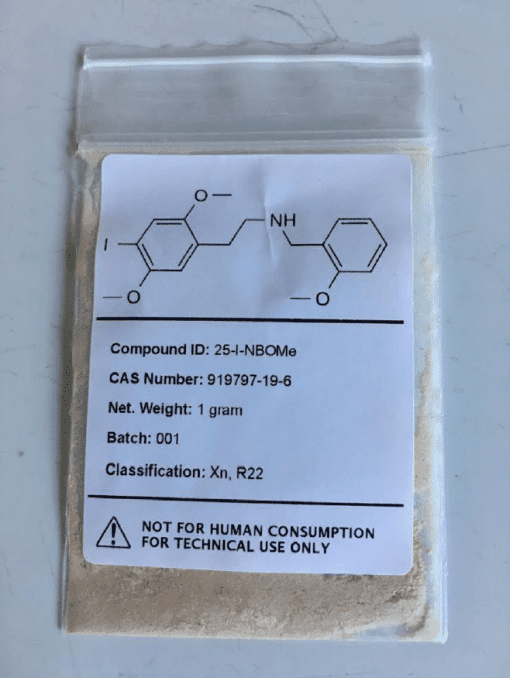 O
NH
I
O
O
Compound ID: 25-I-NBOMe
CAS Number: 919797-19-6
Net. Weight: 1 gram
Batch: 001
Classification: Xn, R22
NOT FOR HUMAN CONSUMPTION
FOR TECHNICAL USE ONLY